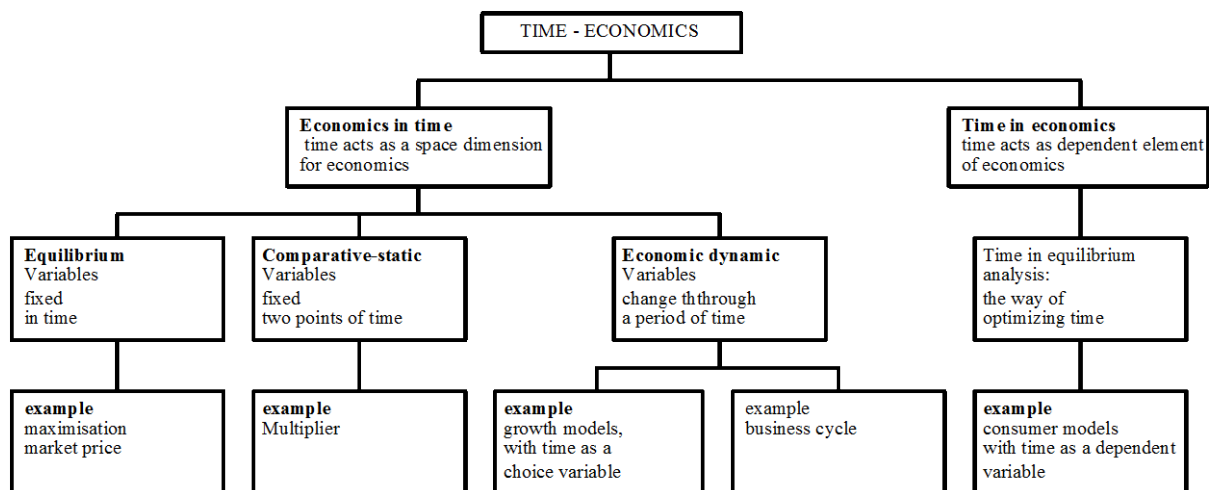 TIME - ECONOMICS
Economics in time
time acts as a space dimension
for economics
Time in economics
time acts as dependent element
of economics
Equilibrium
Variables
fixed
in time
Comparative-static
Variables
fixed
two points of time
Economic dynamic
Variables
change ththrough
a period of time
Time in equilibrium
analysis:
the way of
optimizing time
example
maximisation
market price
example
Multiplier
example
growth models,
with time as a
choice variable
example
business cycle
example
consumer models
with time as a dependent
variable